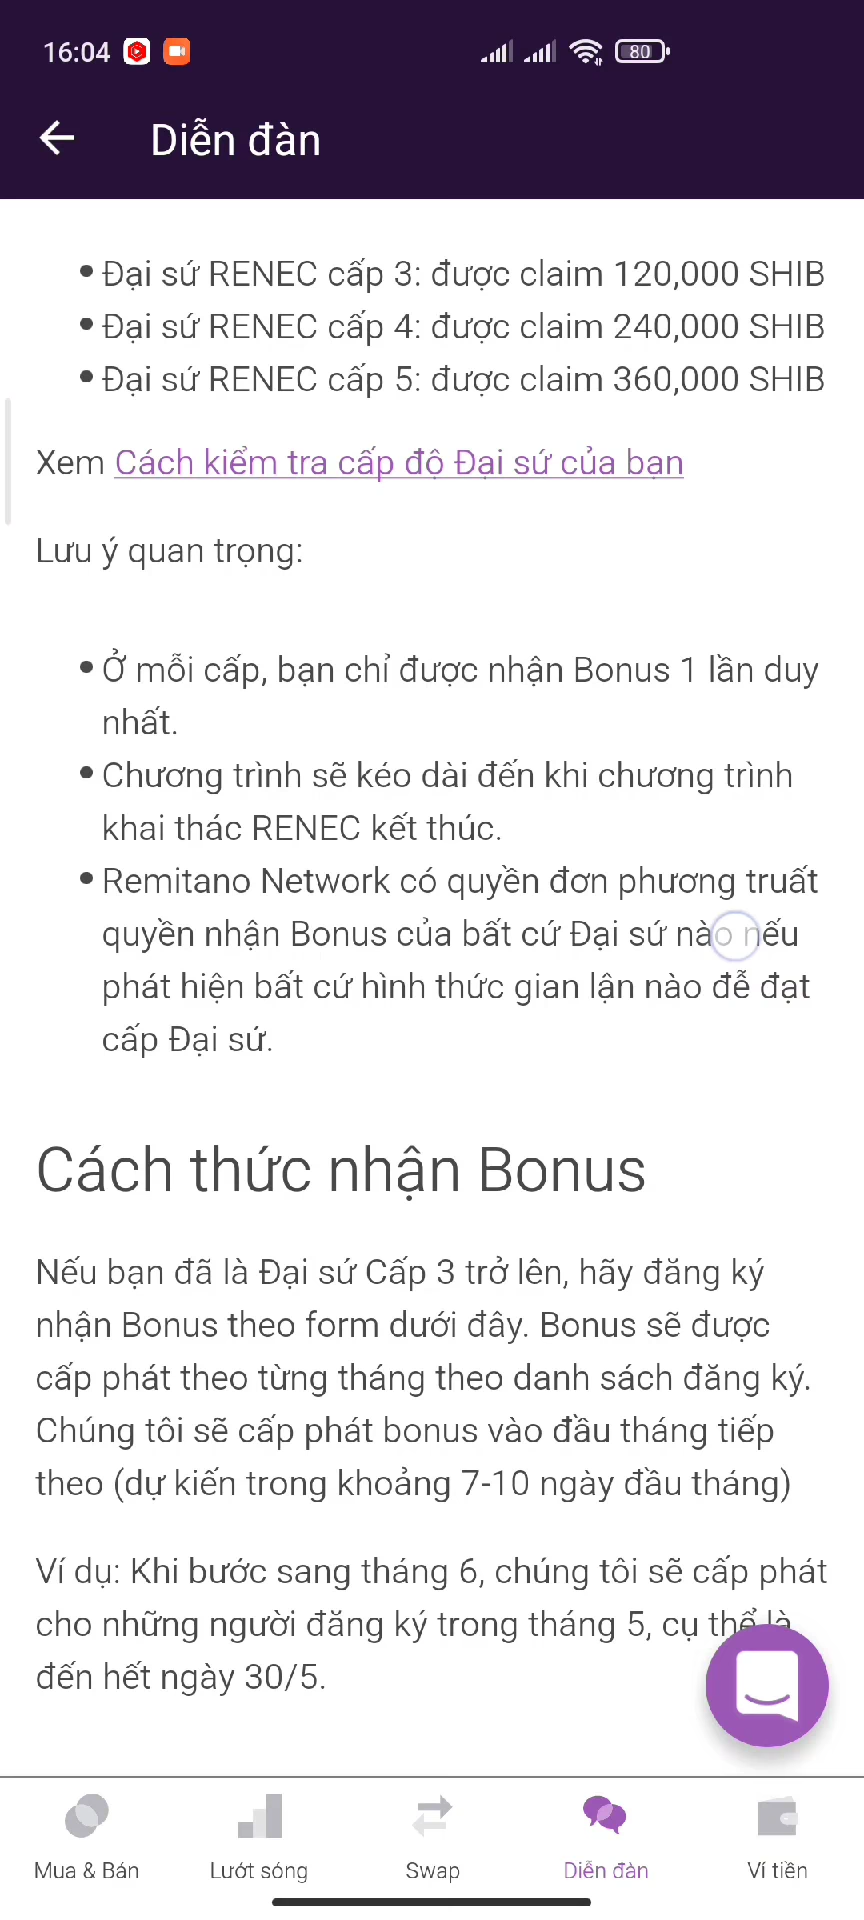 16:04
80
Diễn đàn
Đại sứ RENEC cấp 3: được claim 120,000 SHIB
Đại sứ RENEC cấp 4: được claim 240,000 SHIB
Đại sứ RENEC cấp 5: được claim 360,000 SHIB
Xem Cách kiểm tra cấp độ Đại sứ của bạn
Lưu ý quan trọng:
Ở mỗi cấp, bạn chỉ được nhận Bonus 1 lần duy
nhất.
Chương trình sẽ kéo dài đến khi chương trình
khai thác RENEC kết thúc.
Remitano Network có quyền đơn phương truất
quyền nhận Bonus của bất cứ Đại sứ nào nếu
phát hiện bất cứ hình thức gian lận nào đễ đạt
cấp Đại sứ.
Cách thức nhận Bonus
Nếu bạn đã là Đại sứ Cấp 3 trở lên, hãy đăng ký
nhận Bonus theo form dưới đây. Bonus sẽ được
cấp phát theo từng tháng theo danh sách đăng ký.
Chúng tôi sẽ cấp phát bonus vào đầu tháng tiếp
theo (dự kiến trong khoảng 7-10 ngày đầu tháng)
Ví dụ: Khi bước sang tháng 6, chúng tôi sẽ cấp phát
cho những người đăng ký trong tháng 5, cụ thể là
đến hết ngày 30/5.
Mua & Bán
Lướt sóng
Swap
Diễn đàn
Ví tiền